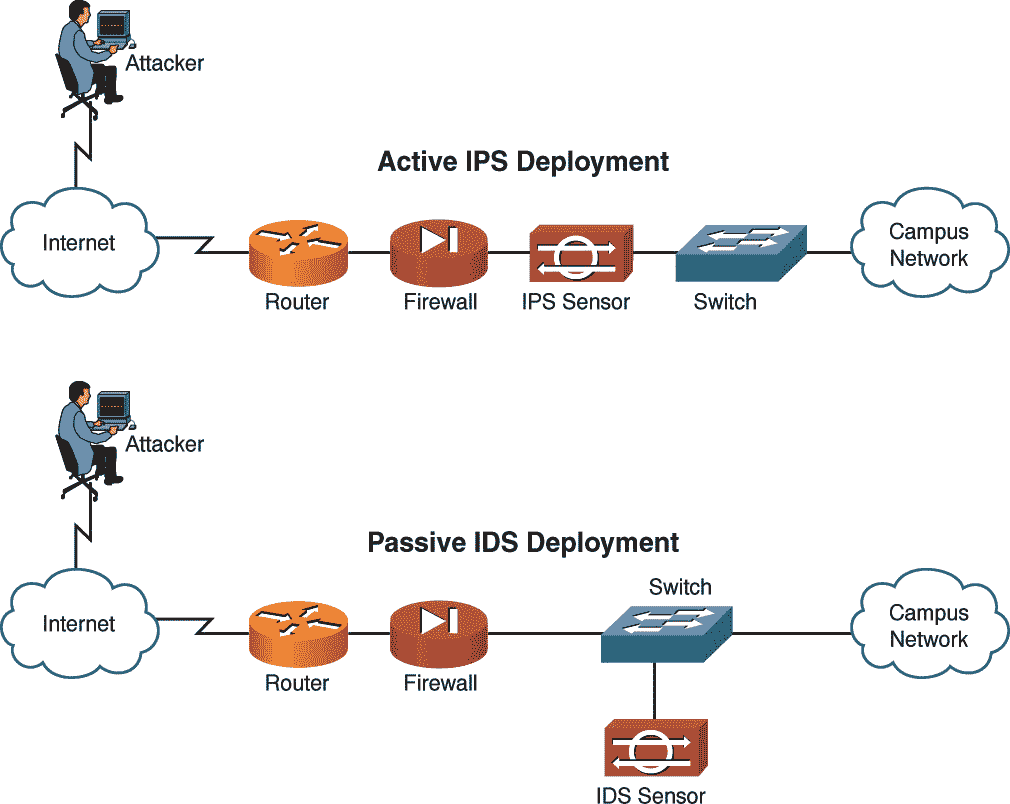 Attacker
Active IPS Deployment
Internet
Campus
Network
Router
Firewall
IPS Sensor
Switch
Attacker
Passive IDS Deployment
Switch
Internet
Campus
Network
Router
Firewall
IDS Sensor